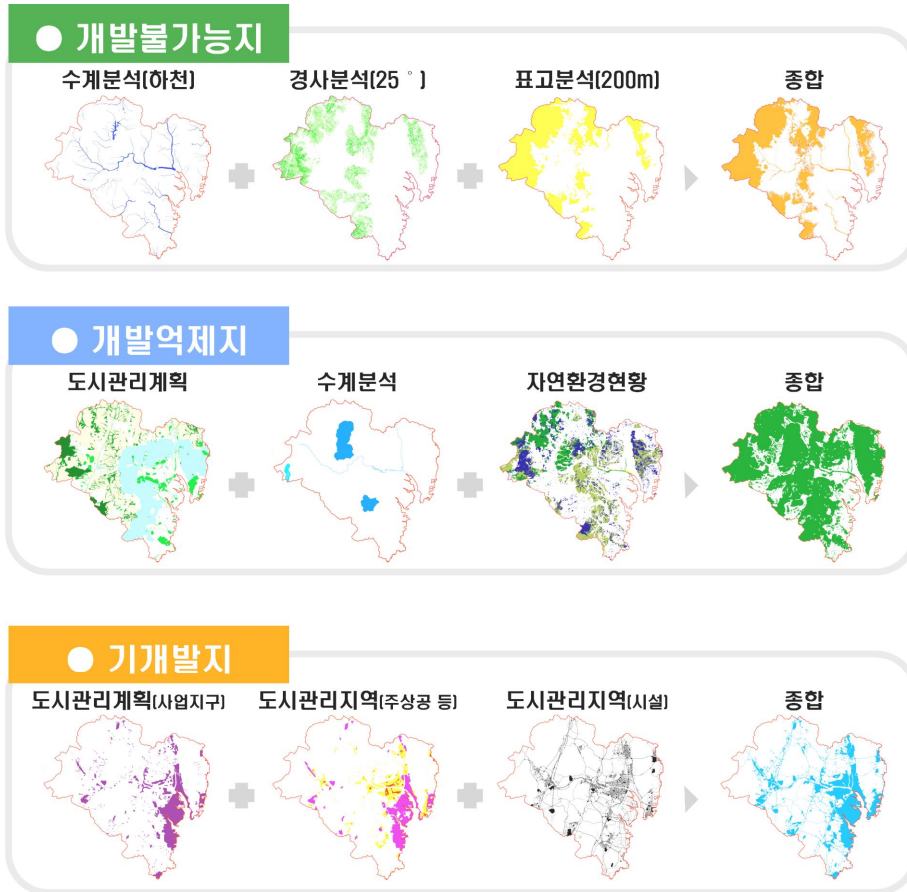 ● 개발불가능지
수계분석(하천) 경사분석(25°) 표고분석(200m) 종합
● 개발억제지
도시관리계획 수계분석 자연환경현황 종합
● 기개발지
도시관리계획(사업지구) 도시관리지역(주상공 등) 도시관리지역(시설) 종합